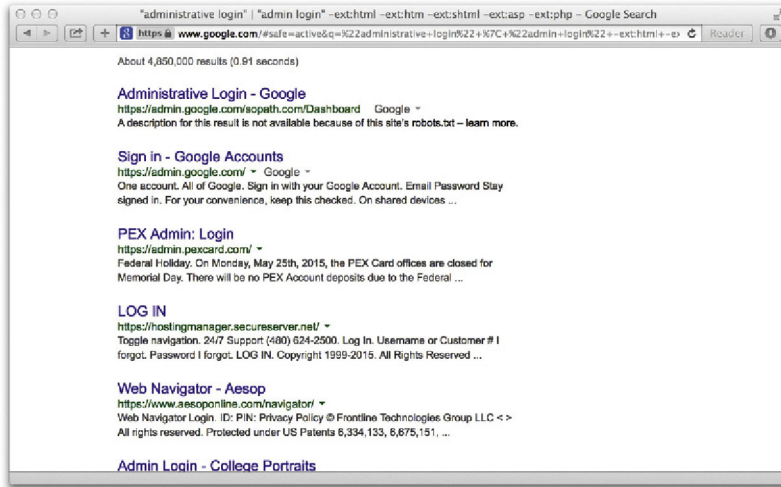 "administrative login" | "admin login" –ext:html –ext:htm –ext:shtml –ext:asp –ext:php – Google Search
https www.google.com/#safe=active&q=%22administrative+login%22+%7C+%22admin+login%22+–ext:html+–ex Reader
About 4,850,000 results (0.91 seconds)
Administrative Login - Google
https://admin.google.com/sopath.com/Dashboard Google
A description for this result is not available because of this site's robots.txt – learn more.
Sign in - Google Accounts
https://admin.google.com/ Google
One account. All of Google. Sign in with your Google Account. Email Password Stay
signed in. For your convenience, keep this checked. On shared devices ...
PEX Admin: Login
https://admin.pexcard.com/
Federal Holiday. On Monday, May 25th, 2015, the PEX Card offices are closed for
Memorial Day. There will be no PEX Account deposits due to the Federal ...
LOG IN
https://hostingmanager.secureserver.net/
Toggle navigation. 24/7 Support (480) 624-2500. Log In. Username or Customer # I
forgot. Password I forgot. LOG IN. Copyright 1999-2015. All Rights Reserved ...
Web Navigator - Aesop
https://www.aesoponline.com/navigator/
Web Navigator Login. ID: PIN: Privacy Policy © Frontline Technologies Group LLC < >
All rights reserved. Protected under US Patents 6,334,133, 6,675,151, ...
Admin Login - College Portraits